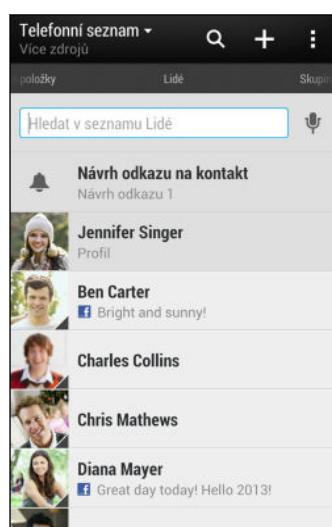 Telefonní seznam
Více zdrojů
položky Lidé Skupin
Hledat v seznamu Lidé
Návrh odkazu na kontakt
Návrh odkazu 1
Jennifer Singer
Profil
Ben Carter
Bright and sunny!
Charles Collins
Chris Mathews
Diana Mayer
Great day today! Hello 2013!